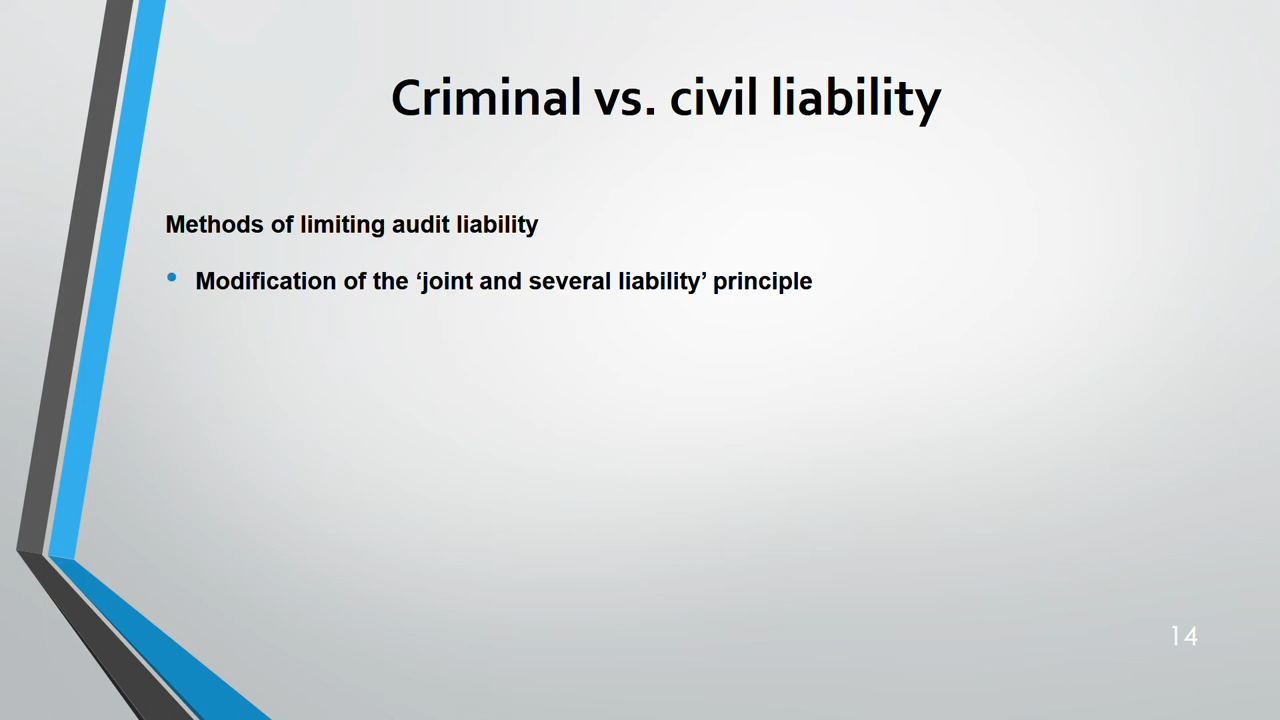 Criminal vs. civil liability
Methods of limiting audit liability
• Modification of the ‘joint and several liability’ principle
14